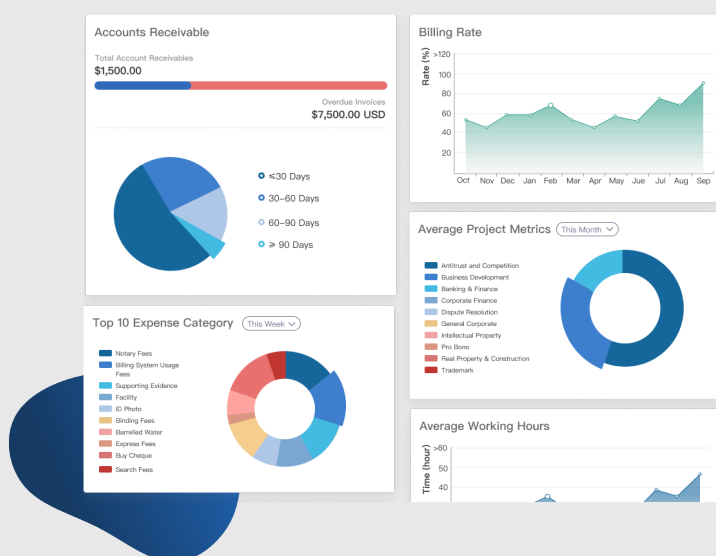 Accounts Receivable
Total Account Receivables
$1,500.00
Overdue Invoices
$7,500.00 USD
≤30 Days
30–60 Days
60–90 Days
≥ 90 Days
Billing Rate
Rate (%)
>120
100
80
60
40
20
Oct Nov Dec Jan Feb Mar Apr May Jue Jul Aug Sep
Top 10 Expense Category
This Week
Notary Fees
Billing System Usage
Fees
Supporting Evidence
Facility
ID Photo
Binding Fees
Barrelled Water
Express Fees
Buy Cheque
Search Fees
Average Project Metrics
This Month
Antitrust and Competition
Business Development
Banking & Finance
Corporate Finance
Dispute Resolution
General Corporate
Intellectual Property
Pro Bono
Real Property & Construction
Trademark
Average Working Hours
Time (hour)
>60
50
40